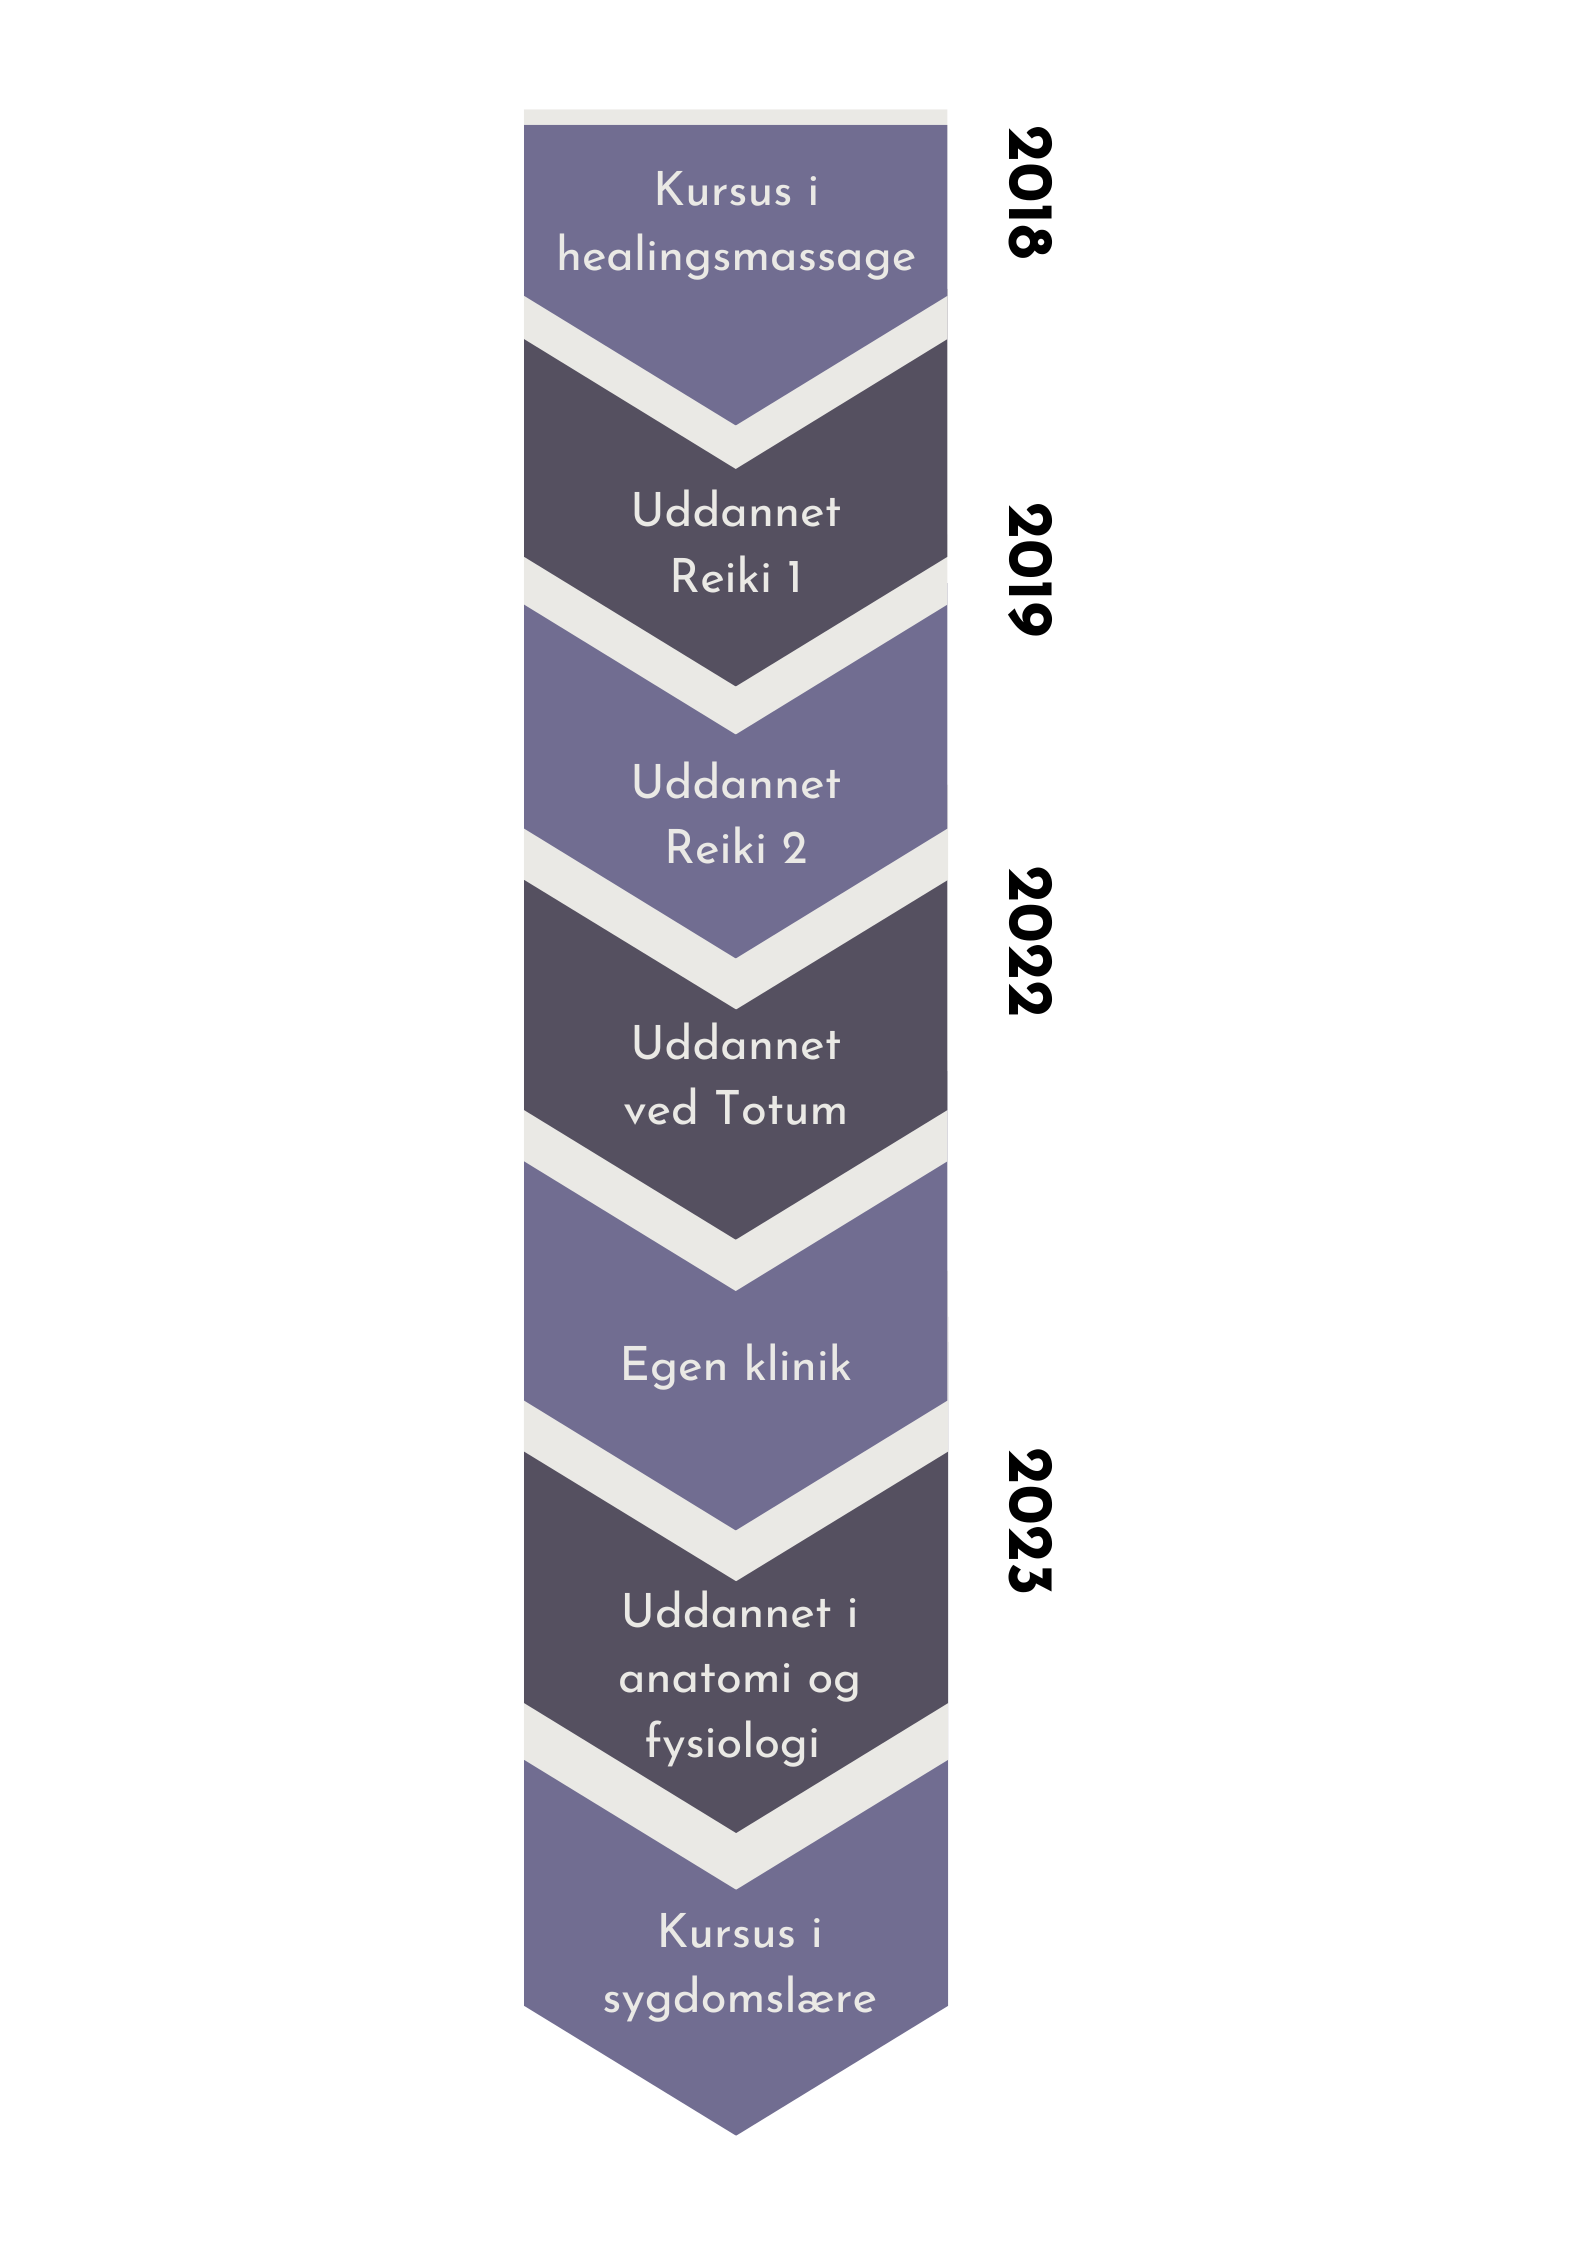 Kursus i
healingsmassage
2018
Uddannet
Reiki 1
2019
Uddannet
Reiki 2
2022
Uddannet
ved Totum
Egen klinik
2023
Uddannet i
anatomi og
fysiologi
Kursus i
sygdomslære